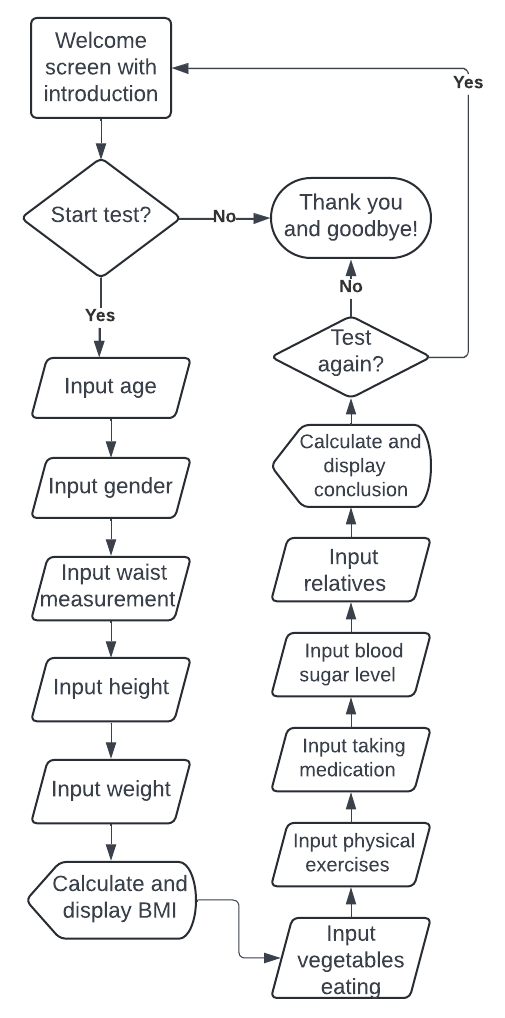 Welcome
screen with
introduction
Yes
Start test?
No
Thank you
and goodbye!
Yes
Input age
Input gender
Input waist
measurement
Input height
Input weight
Calculate and
display BMI
Input
vegetables
eating
Input physical
exercises
Input taking
medication
Input blood
sugar level
Input
relatives
Calculate and
display
conclusion
Test
again?
No